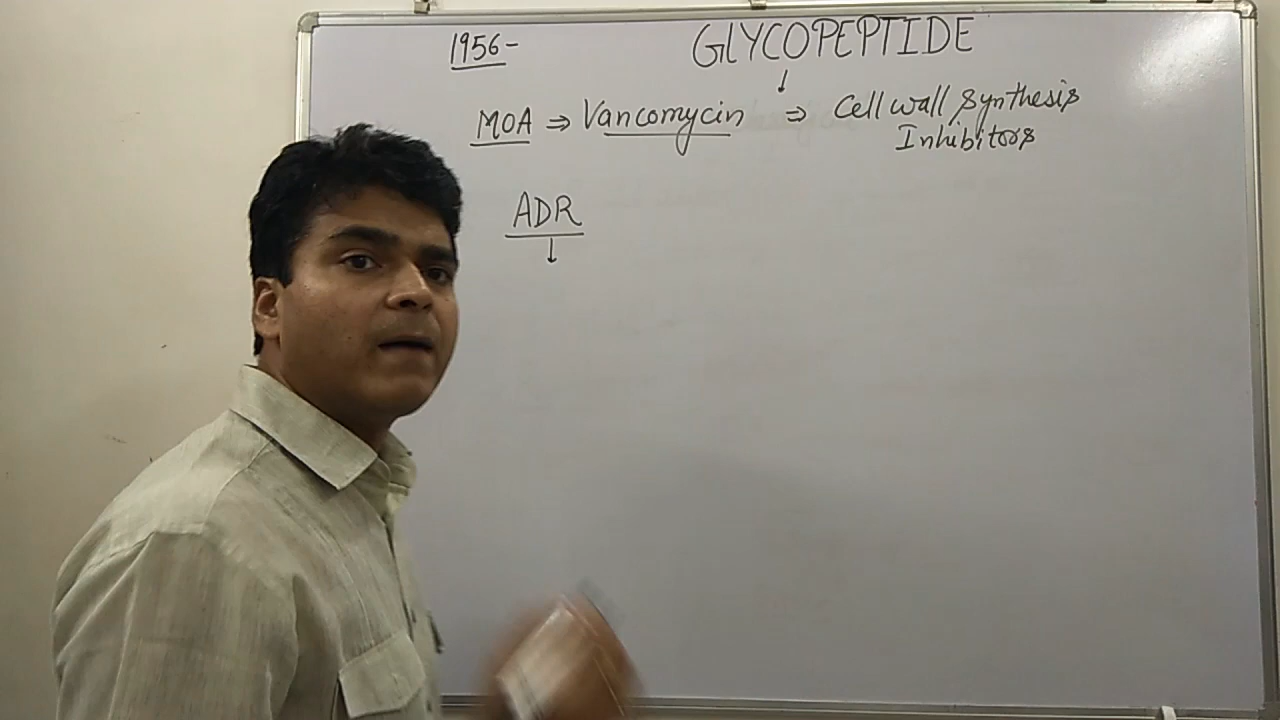 1956- GLYCOPEPTIDE
↓
MOA ⇒ Vancomycin ⇒ Cell wall Synthesis
Inhibitors
ADR
↓